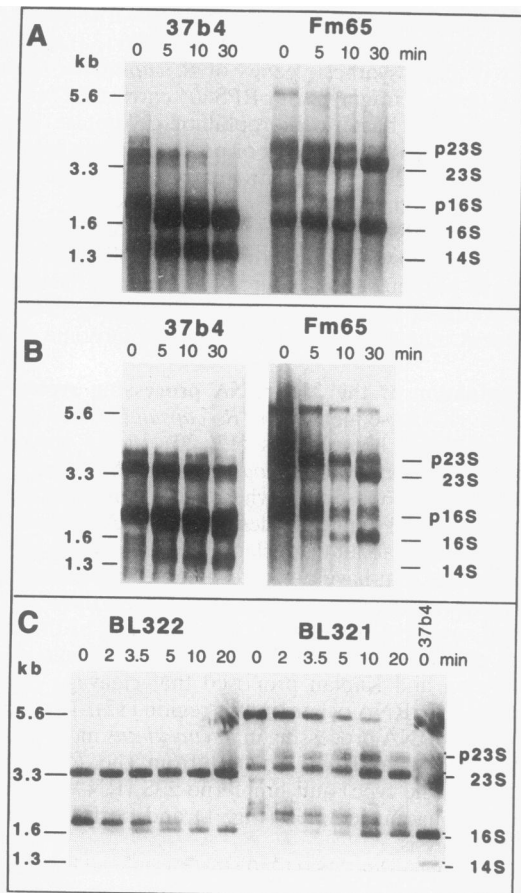 A
37b4 Fm65
kb 0 5 10 30 0 5 10 30 min
5.6
p23S
3.3
23S
p16S
1.6
16S
1.3
14S
B
37b4 Fm65
0 5 10 30 0 5 10 30 min
5.6
p23S
3.3
23S
p16S
1.6
16S
1.3
14S
C
BL322 BL321 37b4
kb 0 2 3.5 5 10 20 0 2 3.5 5 10 20 0 min
5.6
p23S
3.3
23S
1.6
16S
1.3
14S